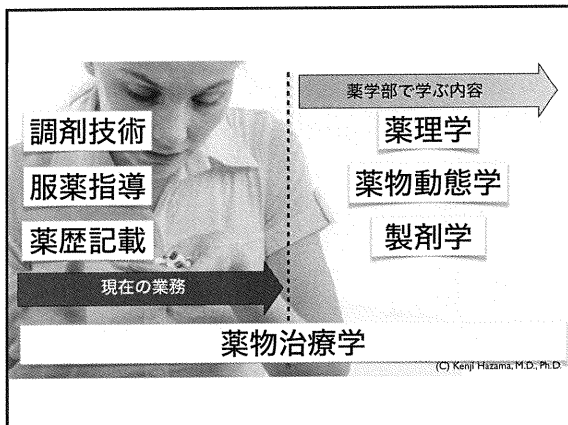 薬学部で学ぶ内容
調剤技術
服薬指導
薬歴記載
薬理学
薬物動態学
製剤学
現在の業務
薬物治療学
(C) Kenji Hazama, M.D., Ph.D.